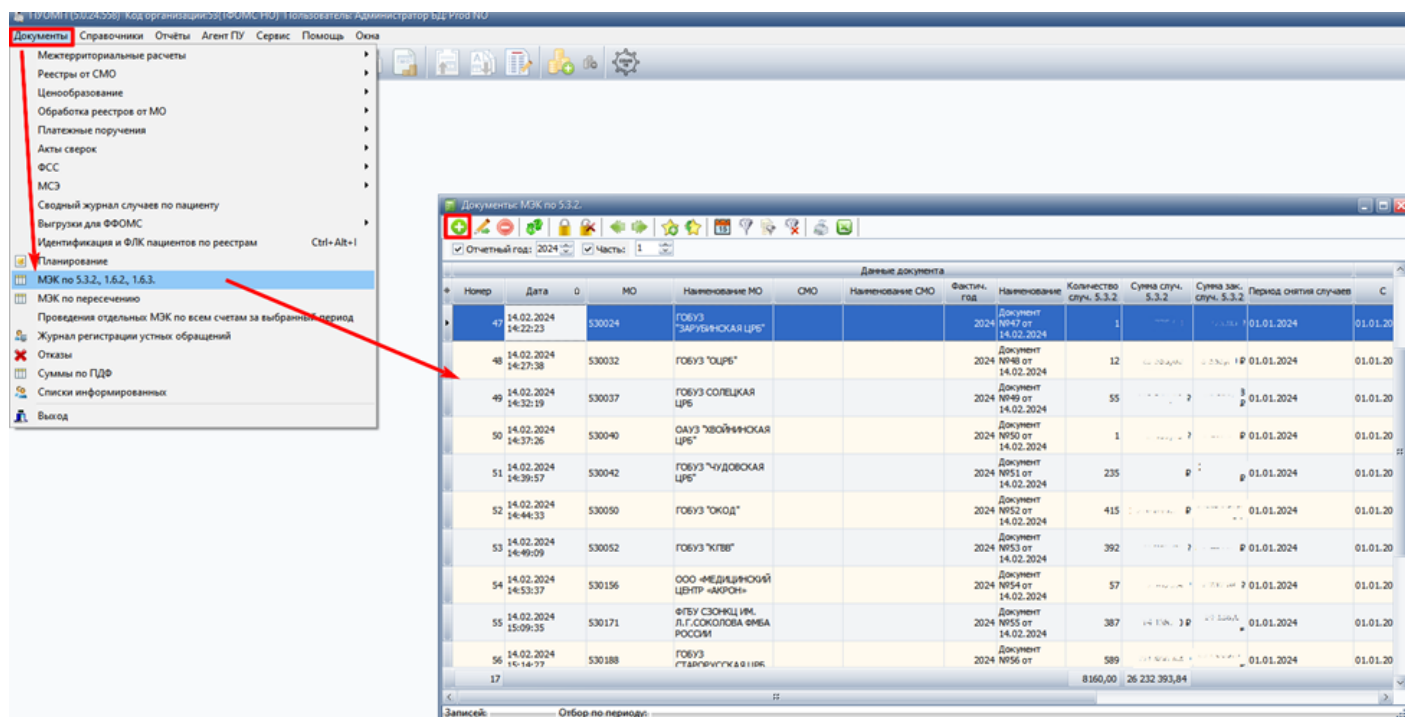 ПУОМП (5.0.24.558) Код организации:53(ТФОМС НО) Пользователь: Администратор БД: Prod NO
Документы Справочники Отчёты Агент ПУ Сервис Помощь Окна
Межтерриториальные расчеты
Реестры от СМО
Ценообразование
Обработка реестров от МО
Платежные поручения
Акты сверок
ФСС
МСЭ
Сводный журнал случаев по пациенту
Выгрузки для ФФОМС
Идентификация и ФЛК пациентов по реестрам Ctrl+Alt+I
Планирование
МЭК по 5.3.2., 1.6.2., 1.6.3.
МЭК по пересечению
Проведения отдельных МЭК по всем счетам за выбранный период
Журнал регистрации устных обращений
Отказы
Суммы по ПДФ
Списки информированных
Выход
Документы: МЭК по 5.3.2.
Отчетный год: 2024 Часть: 1
Данные документа
Номер Дата МО Наименование МО СМО Наименование СМО Фактич. Наименование Количество Сумма случ. Сумма зак. Период снятия случаев С
год случ. 5.3.2 5.3.2 случ. 5.3.2
47 14.02.2024 530024 ГОБУЗ 2024 Документ 1 01.01.2024 01.01.20
14:22:23 "ЗАРУБИНСКАЯ ЦРБ" №47 от
14.02.2024
48 14.02.2024 530032 ГОБУЗ "ОЦРБ" 2024 Документ 12 ₽ 01.01.2024 01.01.20
14:27:38 №48 от
14.02.2024
49 14.02.2024 530037 ГОБУЗ СОЛЕЦКАЯ 2024 Документ 55 ₽ 01.01.2024 01.01.20
14:32:19 ЦРБ №49 от
14.02.2024
50 14.02.2024 530040 ОАУЗ "ХВОЙНИНСКАЯ 2024 Документ 1 ₽ 01.01.2024 01.01.20
14:37:26 ЦРБ" №50 от
14.02.2024
51 14.02.2024 530042 ГОБУЗ "ЧУДОВСКАЯ 2024 Документ 235 ₽ ₽ 01.01.2024 01.01.20
14:39:57 ЦРБ" №51 от
14.02.2024
52 14.02.2024 530050 ГОБУЗ "ОКОД" 2024 Документ 415 ₽ 01.01.2024 01.01.20
14:44:33 №52 от
14.02.2024
53 14.02.2024 530052 ГОБУЗ "КГВВ" 2024 Документ 392 ₽ 01.01.2024 01.01.20
14:49:09 №53 от
14.02.2024
54 14.02.2024 530156 ООО «МЕДИЦИНСКИЙ 2024 Документ 57 01.01.2024 01.01.20
14:53:37 ЦЕНТР «АКРОН» №54 от
14.02.2024
55 14.02.2024 530171 ФГБУ СЗОНКЦ ИМ. 2024 Документ 387 ₽ 01.01.2024 01.01.20
15:09:35 Л.Г.СОКОЛОВА ФМБА №55 от
РОССИИ 14.02.2024
56 14.02.2024 530188 ГОБУЗ 2024 Документ 589 01.01.2024 01.01.20
15:14:27 СТАРОРУССКАЯ ЦРБ №56 от
17 8160,00 26 232 393,84
Записей: Отбор по периоду: